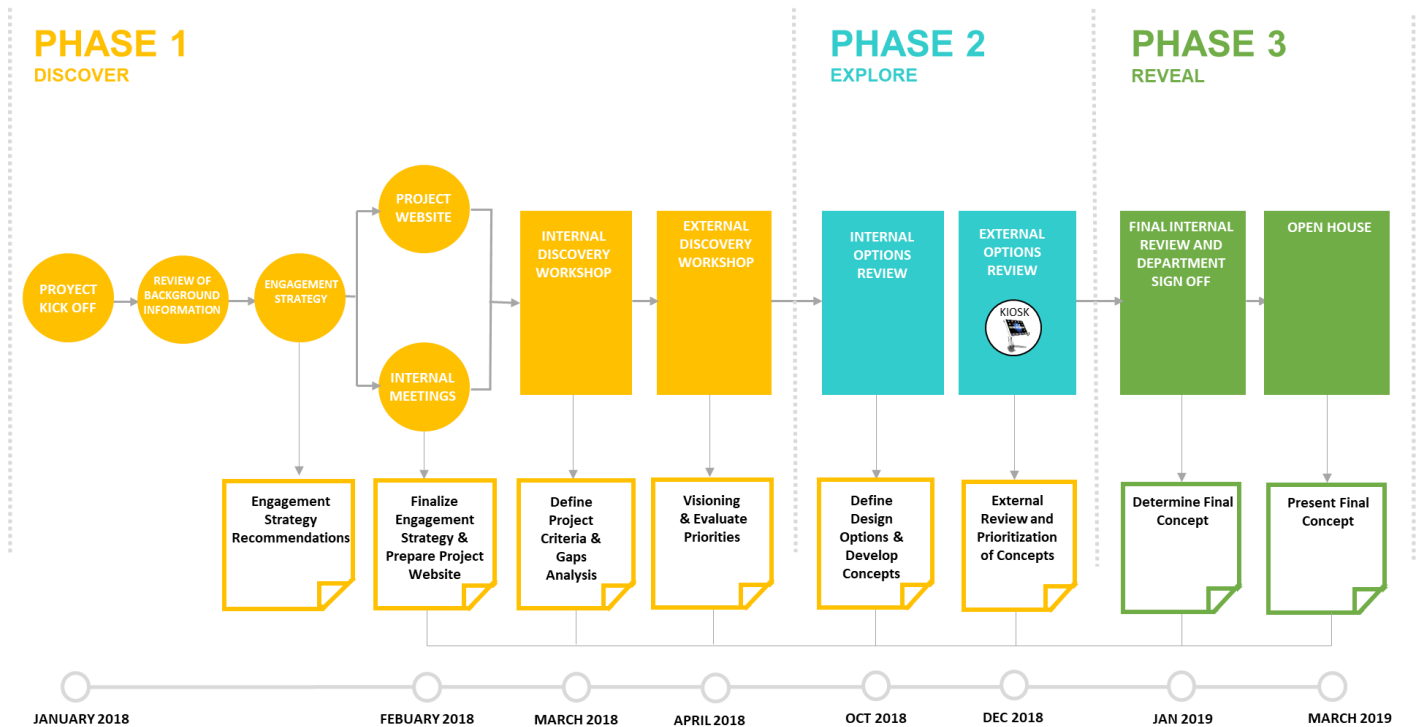 PHASE 1
DISCOVER
PHASE 2
EXPLORE
PHASE 3
REVEAL
PROYECT
KICK OFF
REVIEW OF
BACKGROUND
INFORMATION
ENGAGEMENT
STRATEGY
PROJECT
WEBSITE
INTERNAL
MEETINGS
INTERNAL
DISCOVERY
WORKSHOP
EXTERNAL
DISCOVERY
WORKSHOP
INTERNAL
OPTIONS
REVIEW
EXTERNAL
OPTIONS
REVIEW
KIOSK
FINAL INTERNAL
REVIEW AND
DEPARTMENT
SIGN OFF
OPEN HOUSE
Engagement
Strategy
Recommendations
Finalize
Engagement
Strategy &
Prepare Project
Website
Define
Project
Criteria &
Gaps
Analysis
Visioning
& Evaluate
Priorities
Define
Design
Options &
Develop
Concepts
External
Review and
Prioritization
of Concepts
Determine Final
Concept
Present Final
Concept
JANUARY 2018
FEBUARY 2018
MARCH 2018
APRIL 2018
OCT 2018
DEC 2018
JAN 2019
MARCH 2019